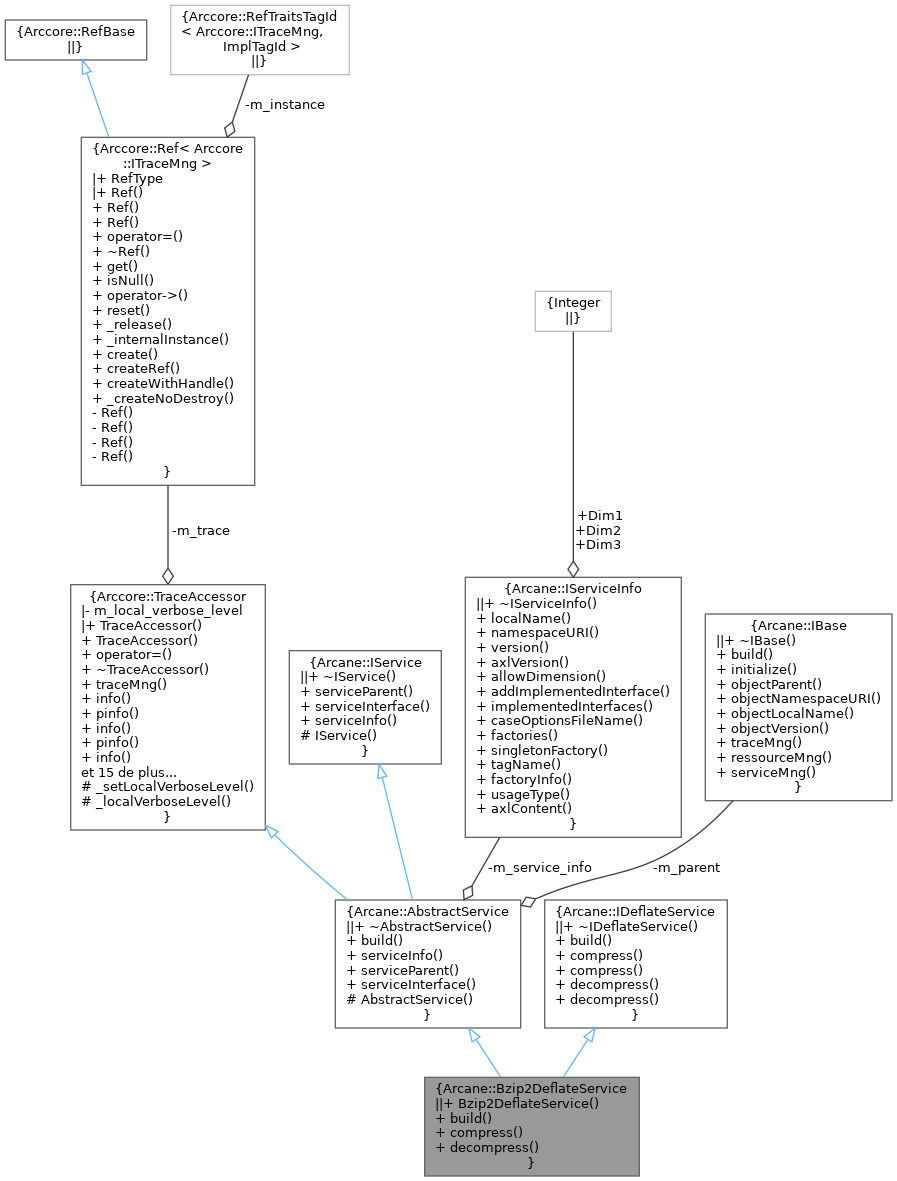 {Arccore::RefBase
||}
{Arccore::RefTraitsTagId
< Arccore::ITraceMng,
ImplTagId >
||}
-m_instance
{Arccore::Ref< Arccore
::ITraceMng >
|+ RefType
|+ Ref()
+ Ref()
+ Ref()
+ operator=()
+ ~Ref()
+ get()
+ isNull()
+ operator->()
+ reset()
+ _release()
+ _internalInstance()
+ create()
+ createRef()
+ createWithHandle()
+ _createNoDestroy()
- Ref()
- Ref()
- Ref()
- Ref()
}
{Integer
||}
-m_trace
+Dim1
+Dim2
+Dim3
{Arccore::TraceAccessor
|- m_local_verbose_level
|+ TraceAccessor()
+ TraceAccessor()
+ operator=()
+ ~TraceAccessor()
+ traceMng()
+ info()
+ pinfo()
+ info()
+ pinfo()
+ info()
et 15 de plus...
# _setLocalVerboseLevel()
# _localVerboseLevel()
}
{Arcane::IService
||+ ~IService()
+ serviceParent()
+ serviceInterface()
+ serviceInfo()
# IService()
}
{Arcane::IServiceInfo
||+ ~IServiceInfo()
+ localName()
+ namespaceURI()
+ version()
+ axlVersion()
+ allowDimension()
+ addImplementedInterface()
+ implementedInterfaces()
+ caseOptionsFileName()
+ factories()
+ singletonFactory()
+ tagName()
+ factoryInfo()
+ usageType()
+ axlContent()
}
{Arcane::IBase
||+ ~IBase()
+ build()
+ initialize()
+ objectParent()
+ objectNamespaceURI()
+ objectLocalName()
+ objectVersion()
+ traceMng()
+ ressourceMng()
+ serviceMng()
}
-m_service_info
-m_parent
{Arcane::AbstractService
||+ ~AbstractService()
+ build()
+ serviceInfo()
+ serviceParent()
+ serviceInterface()
# AbstractService()
}
{Arcane::IDeflateService
||+ ~IDeflateService()
+ build()
+ compress()
+ compress()
+ decompress()
+ decompress()
}
{Arcane::Bzip2DeflateService
||+ Bzip2DeflateService()
+ build()
+ compress()
+ decompress()
}